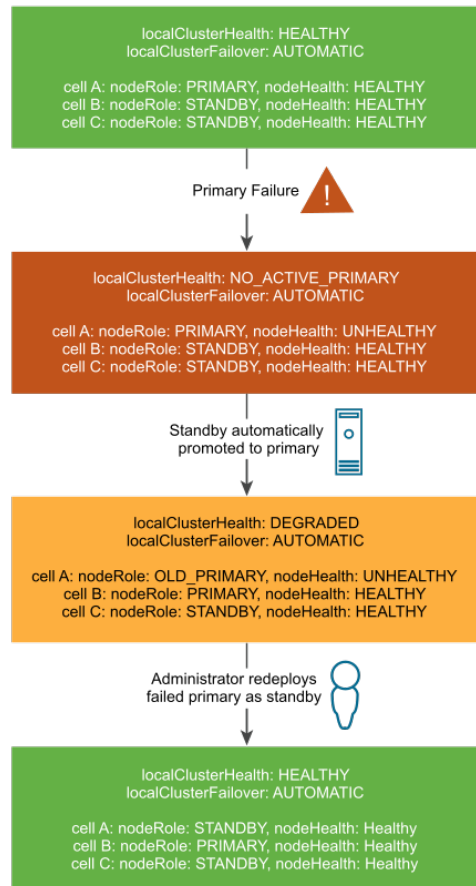 localClusterHealth: HEALTHY
localClusterFailover: AUTOMATIC
cell A: nodeRole: PRIMARY, nodeHealth: HEALTHY
cell B: nodeRole: STANDBY, nodeHealth: HEALTHY
cell C: nodeRole: STANDBY, nodeHealth: HEALTHY
Primary Failure
!
localClusterHealth: NO_ACTIVE_PRIMARY
localClusterFailover: AUTOMATIC
cell A: nodeRole: PRIMARY, nodeHealth: UNHEALTHY
cell B: nodeRole: STANDBY, nodeHealth: HEALTHY
cell C: nodeRole: STANDBY, nodeHealth: HEALTHY
Standby automatically
promoted to primary
localClusterHealth: DEGRADED
localClusterFailover: AUTOMATIC
cell A: nodeRole: OLD_PRIMARY, nodeHealth: UNHEALTHY
cell B: nodeRole: PRIMARY, nodeHealth: HEALTHY
cell C: nodeRole: STANDBY, nodeHealth: HEALTHY
Administrator redeploys
failed primary as standby
localClusterHealth: HEALTHY
localClusterFailover: AUTOMATIC
cell A: nodeRole: STANDBY, nodeHealth: Healthy
cell B: nodeRole: PRIMARY, nodeHealth: Healthy
cell C: nodeRole: STANDBY, nodeHealth: Healthy